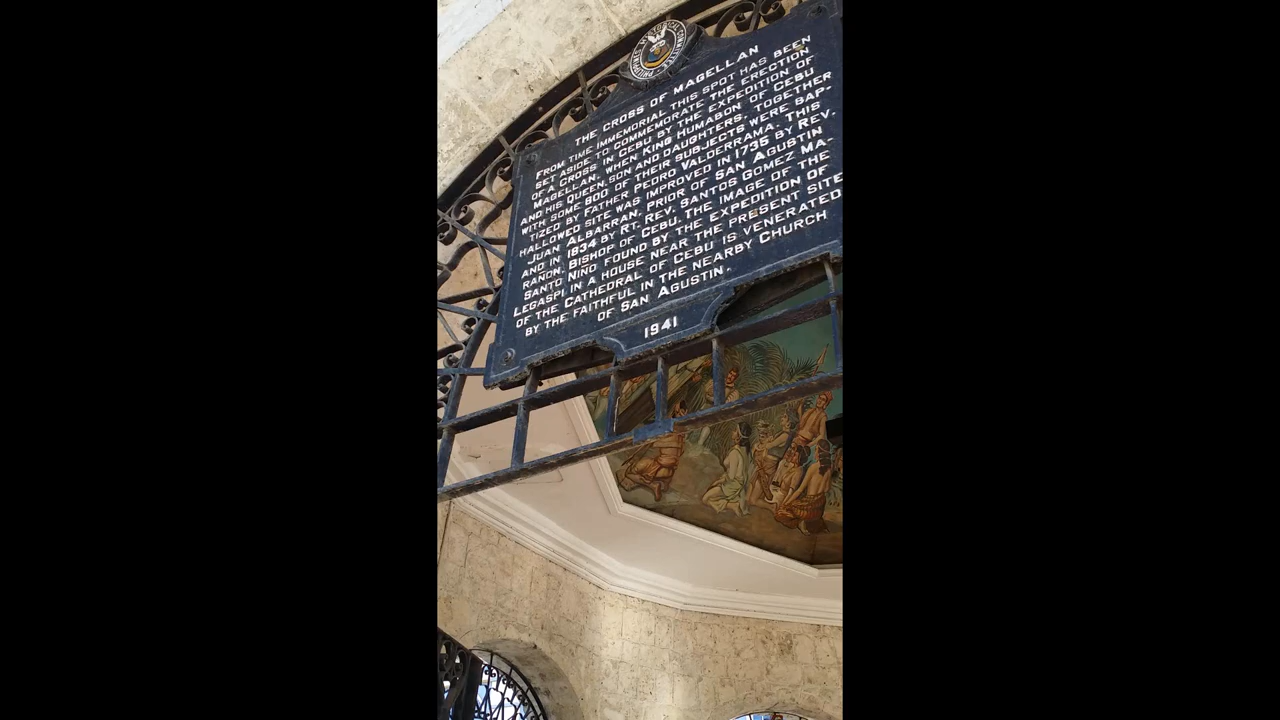 PHILIPPINES HISTORICAL COMMITTEE
THE CROSS OF MAGELLAN
FROM TIME IMMEMORIAL THIS SPOT HAS BEEN
SET ASIDE TO COMMEMORATE THE ERECTION
OF A CROSS IN CEBU BY THE EXPEDITION OF
MAGELLAN, WHEN KING HUMABON OF CEBU
AND HIS QUEEN, SON AND DAUGHTERS, TOGETHER
WITH SOME 800 OF THEIR SUBJECTS WERE BAP-
TIZED BY FATHER PEDRO VALDERRAMA. THIS
HALLOWED SITE WAS IMPROVED IN 1735 BY REV.
JUAN ALBARRAN, PRIOR OF SAN AGUSTIN
AND IN 1834 BY RT. REV. SANTOS GOMEZ MA-
RAÑON, BISHOP OF CEBU. THE IMAGE OF THE
SANTO NIÑO FOUND BY THE EXPEDITION OF
LEGASPI IN A HOUSE NEAR THE PRESENT SITE
OF THE CATHEDRAL OF CEBU IS VENERATED
BY THE FAITHFUL IN THE NEARBY CHURCH
OF SAN AGUSTIN.
1941